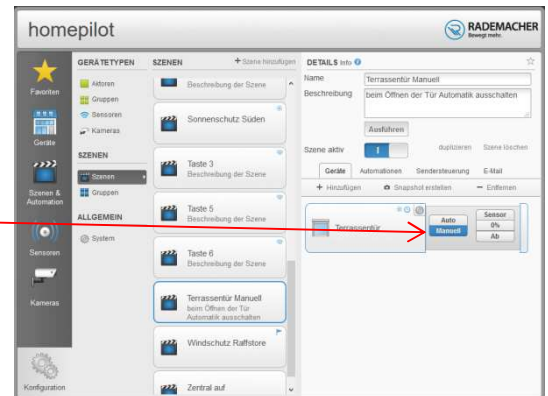 homepilot
RADEMACHER
Bewegt mehr.
Favoriten
Geräte
Szenen &
Automation
Sensoren
Kameras
Konfiguration
GERÄTETYPEN
Aktoren
Gruppen
Sensoren
Kameras
SZENEN
Szenen
Gruppen
ALLGEMEIN
System
SZENEN
+ Szene hinzufügen
Beschreibung der Szene
Sonnenschutz Süden
Taste 3
Beschreibung der Szene
Taste 5
Beschreibung der Szene
Taste 6
Beschreibung der Szene
Terrassentür Manuell
beim Öffnen der Tür
Automatik ausschalten
Windschutz Raffstore
Zentral auf
DETAILS Info
Name
Terrassentür Manuell
Beschreibung
beim Öffnen der Tür Automatik ausschalten
Ausführen
Szene aktiv
I
duplizieren
Szene löschen
Geräte
Automationen
Sendersteuerung
E-Mail
+ Hinzufügen
Snapshot erstellen
− Entfernen
Terrassentür
Auto
Manuell
Sensor
0%
Ab